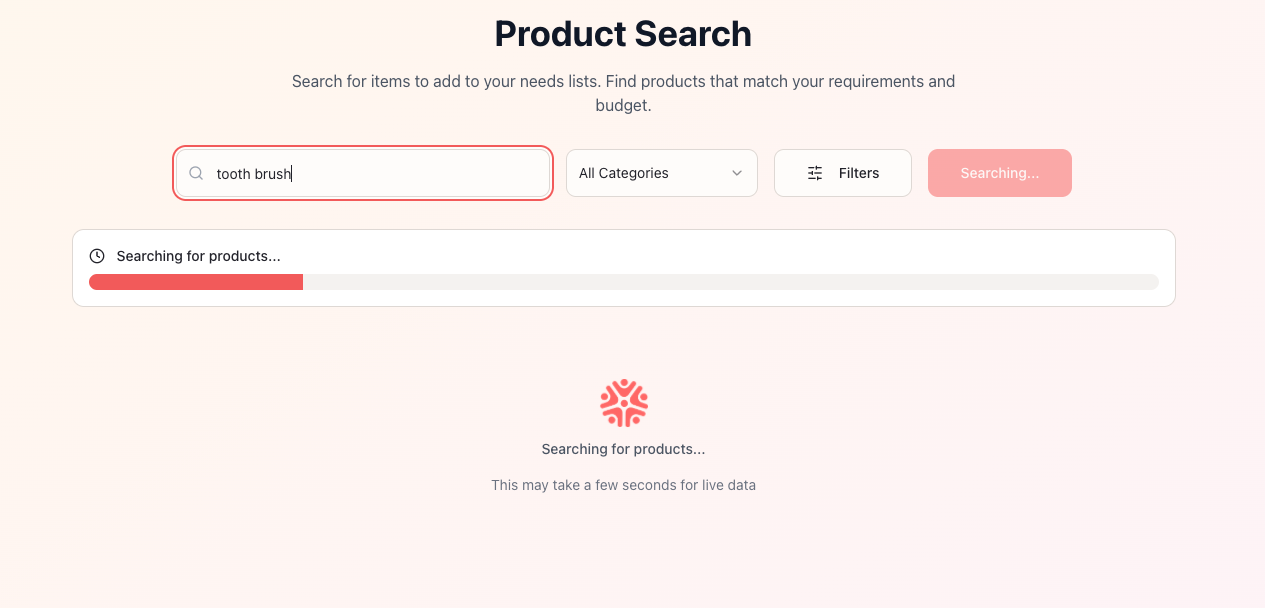 Product Search
Search for items to add to your needs lists. Find products that match your requirements and
budget.
tooth brush
All Categories
Filters
Searching...
Searching for products...
Searching for products...
This may take a few seconds for live data